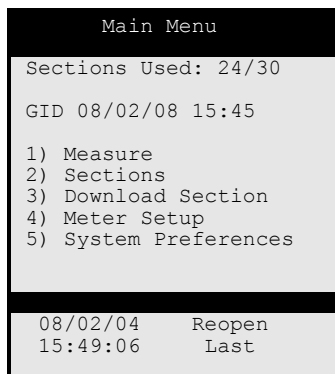 Main Menu
Sections Used: 24/30
GID 08/02/08 15:45
1) Measure
2) Sections
3) Download Section
4) Meter Setup
5) System Preferences
08/02/04 Reopen
15:49:06 Last